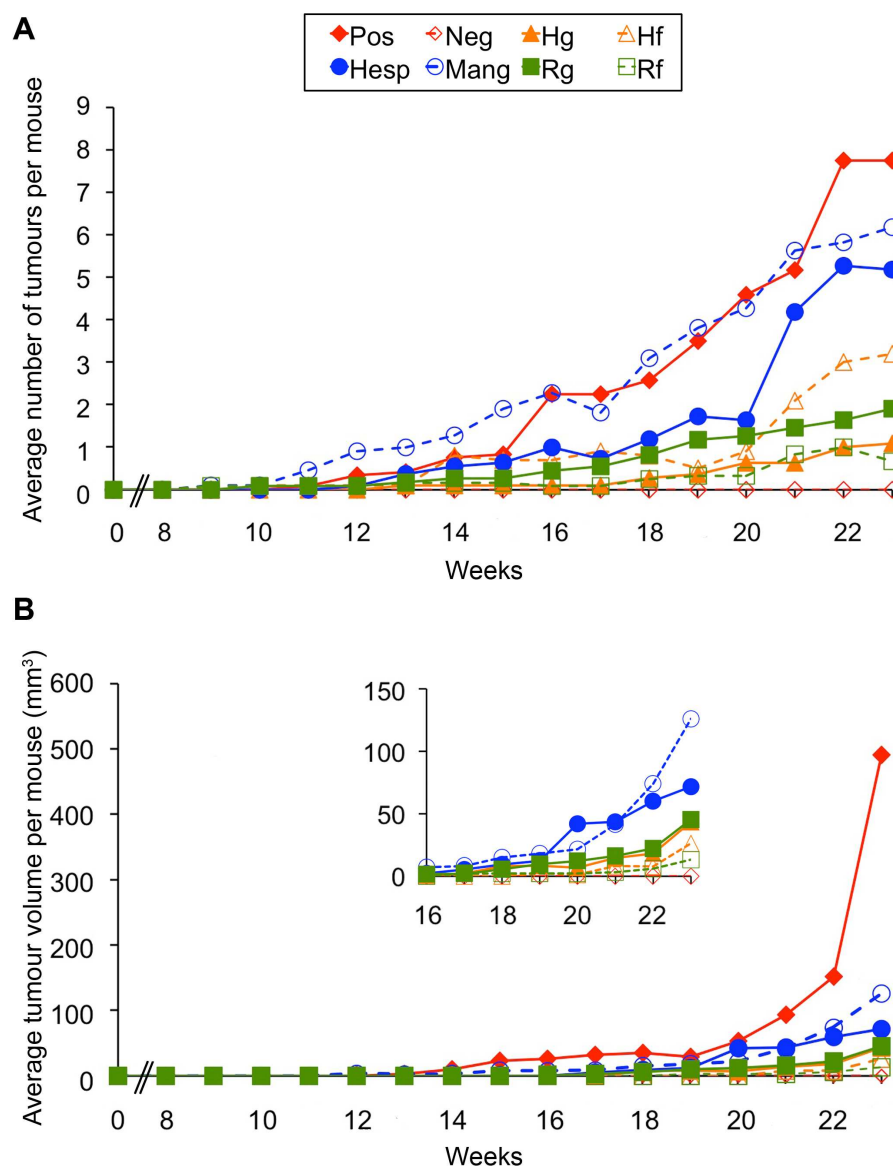 A
Pos Neg Hg Hf
Hesp Mang Rg Rf
Average number of tumours per mouse
9
8
7
6
5
4
3
2
1
0
0 8 10 12 14 16 18 20 22
Weeks
B
Average tumour volume per mouse (mm³)
600
500
400
300
200
100
0
150
100
50
0
16 18 20 22
0 8 10 12 14 16 18 20 22
Weeks